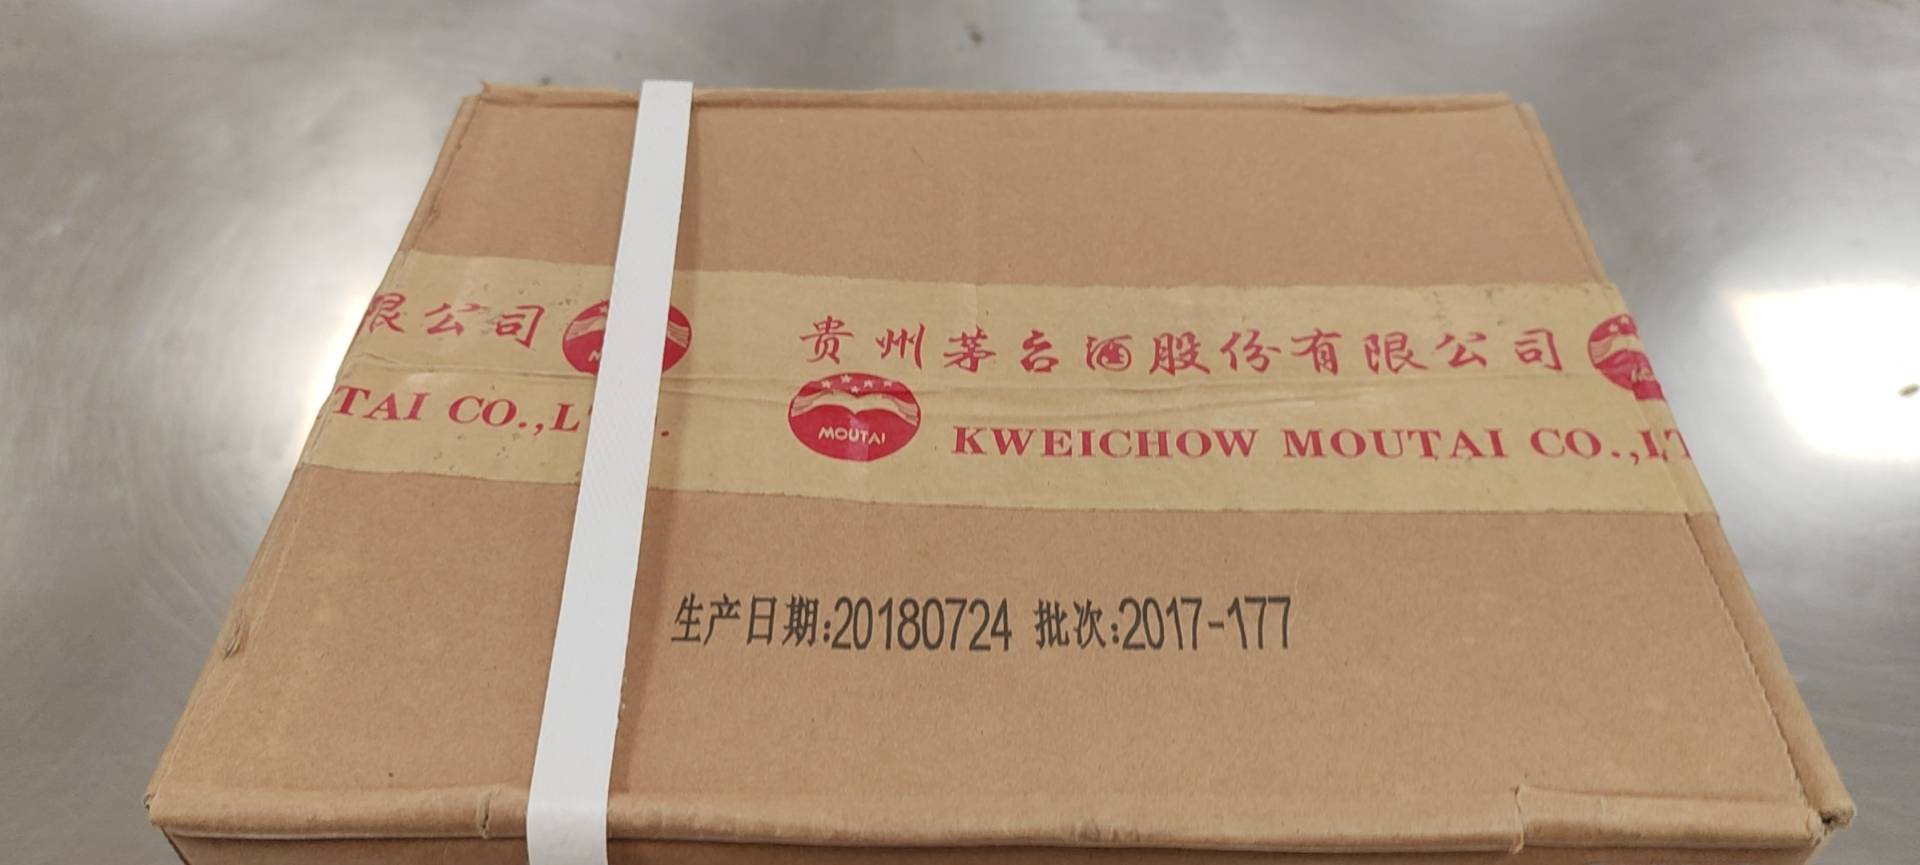 限公司
贵州茅台酒股份有限公司
TAI CO.,L
MOUTAI
KWEICHOW MOUTAI CO.,LT
生产日期:20180724 批次:2017-177